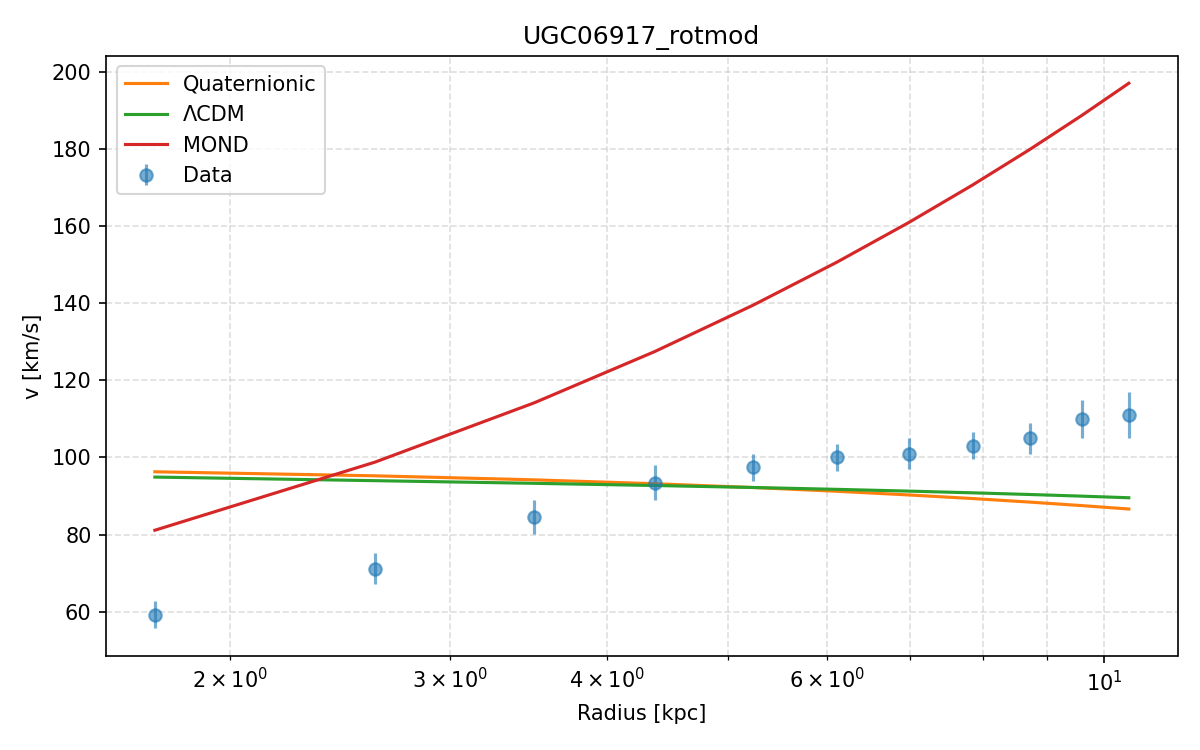 UGC06917_rotmod
Quaternionic
ΛCDM
MOND
Data
v [km/s]
200
180
160
140
120
100
80
60
2 × 10⁰
3 × 10⁰
4 × 10⁰
6 × 10⁰
10¹
Radius [kpc]